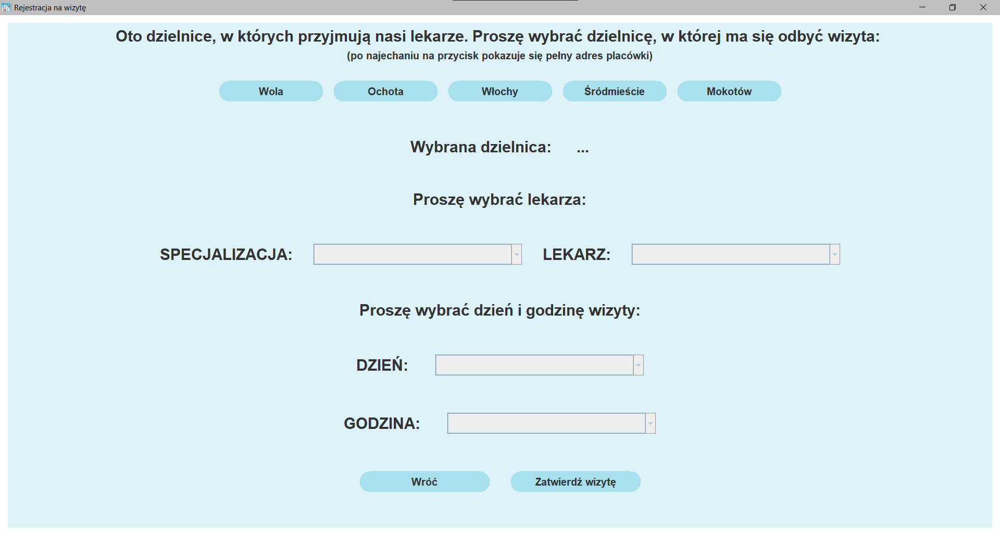 Rejestracja na wizytę
Oto dzielnice, w których przyjmują nasi lekarze. Proszę wybrać dzielnicę, w której ma się odbyć wizyta:
(po najechaniu na przycisk pokazuje się pełny adres placówki)
Wola Ochota Włochy Śródmieście Mokotów
Wybrana dzielnica: ...
Proszę wybrać lekarza:
SPECJALIZACJA: LEKARZ:
Proszę wybrać dzień i godzinę wizyty:
DZIEŃ:
GODZINA:
Wróć Zatwierdź wizytę